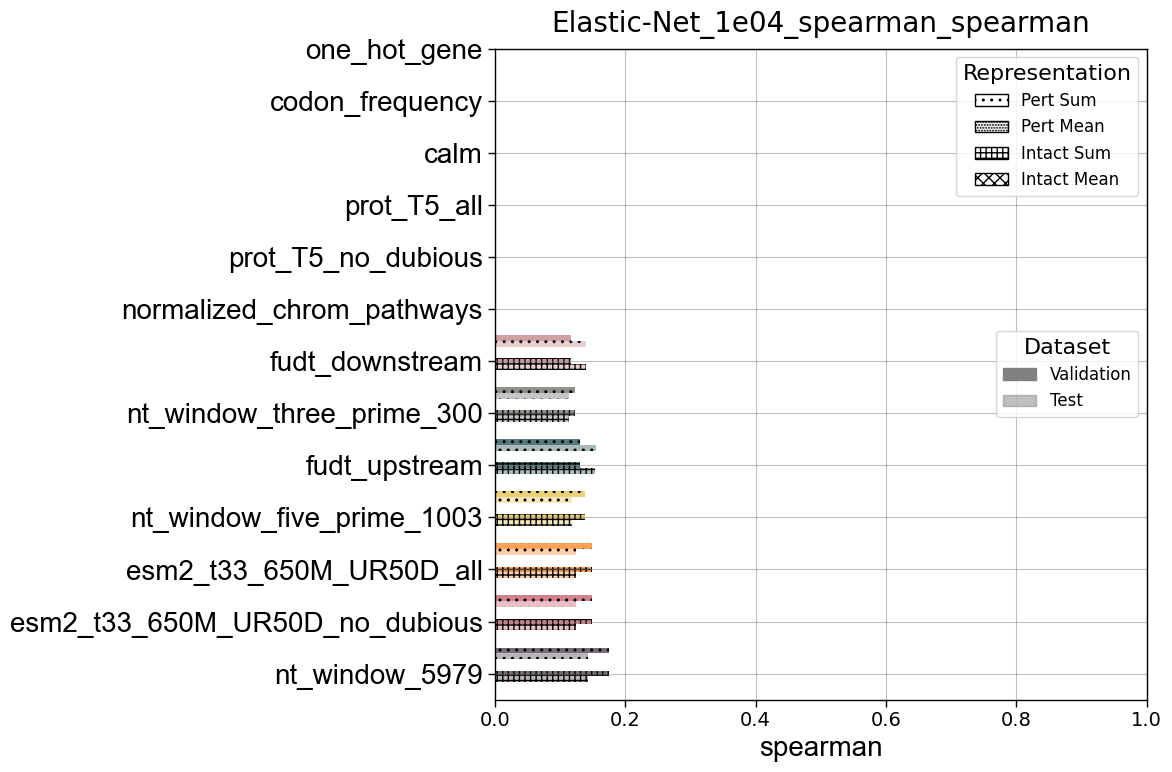 Elastic-Net_1e04_spearman_spearman
one_hot_gene
codon_frequency
calm
prot_T5_all
prot_T5_no_dubious
normalized_chrom_pathways
fudt_downstream
nt_window_three_prime_300
fudt_upstream
nt_window_five_prime_1003
esm2_t33_650M_UR50D_all
esm2_t33_650M_UR50D_no_dubious
nt_window_5979
Representation
Pert Sum
Pert Mean
Intact Sum
Intact Mean
Dataset
Validation
Test
0.0 0.2 0.4 0.6 0.8 1.0
spearman